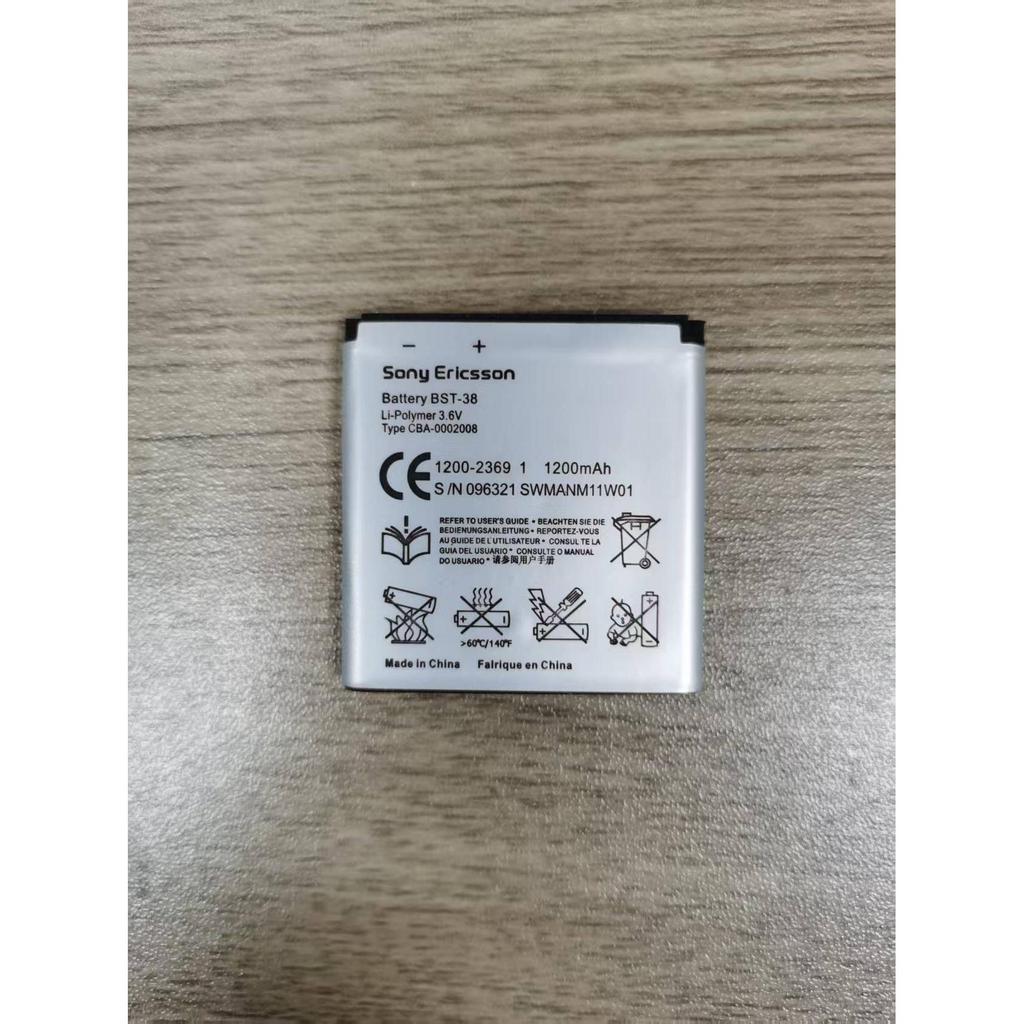 − +
Sony Ericsson
Battery BST-38
Li-Polymer 3.6V
Type CBA-0002008
CE 1200-2369 1 1200mAh
S/N 096321 SWMANM11W01
REFER TO USER'S GUIDE • BEACHTEN SIE DIE
BEDIENUNGSANLEITUNG • REPORTEZ-VOUS
AU GUIDE DE L'UTILISATEUR • CONSUL TE LA
GUIA DEL USUARIO • CONSULTE O MANUAL
DO USUARIO • 请参阅用户手册
>60℃/140℉
Made in China Falrique en China